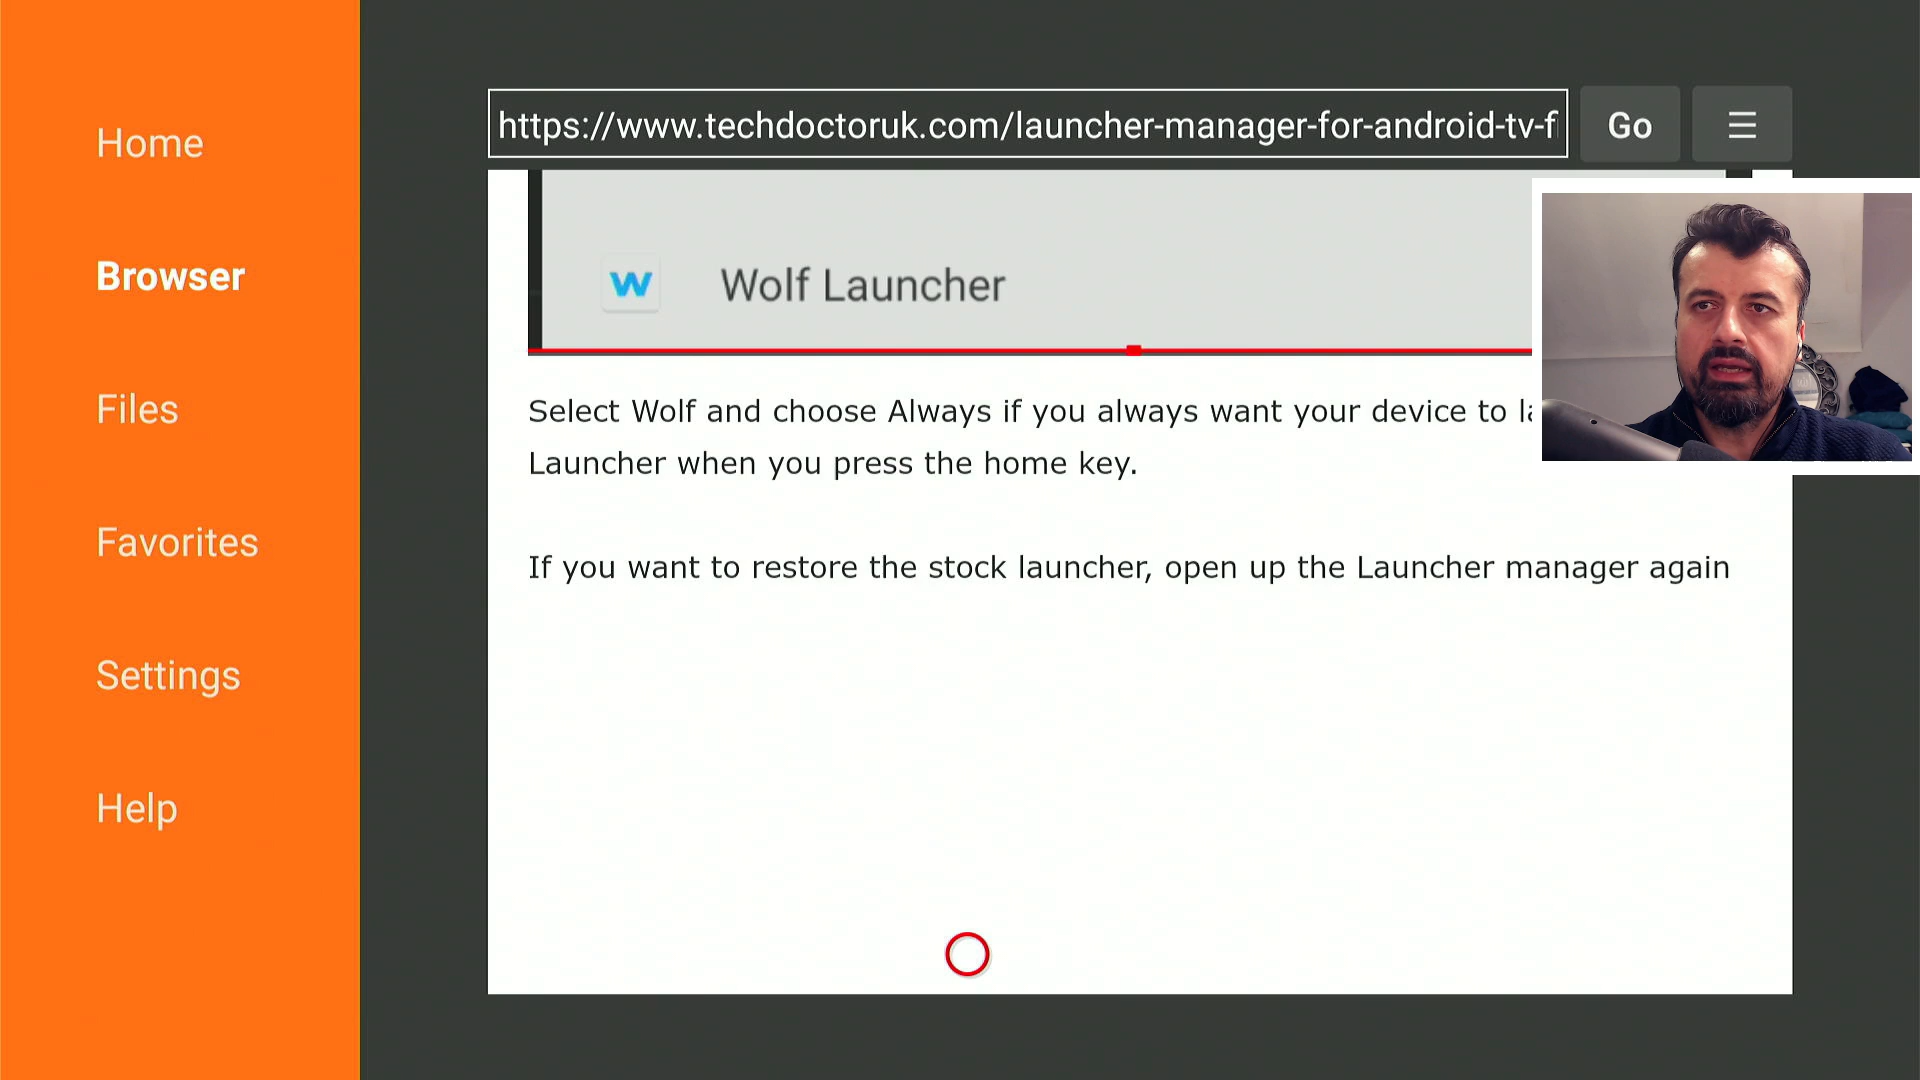 Home
Browser
Files
Favorites
Settings
Help
https://www.techdoctoruk.com/launcher-manager-for-android-tv-f
Go
W
Wolf Launcher
Select Wolf and choose Always if you always want your device to
Launcher when you press the home key.
If you want to restore the stock launcher, open up the Launcher manager again